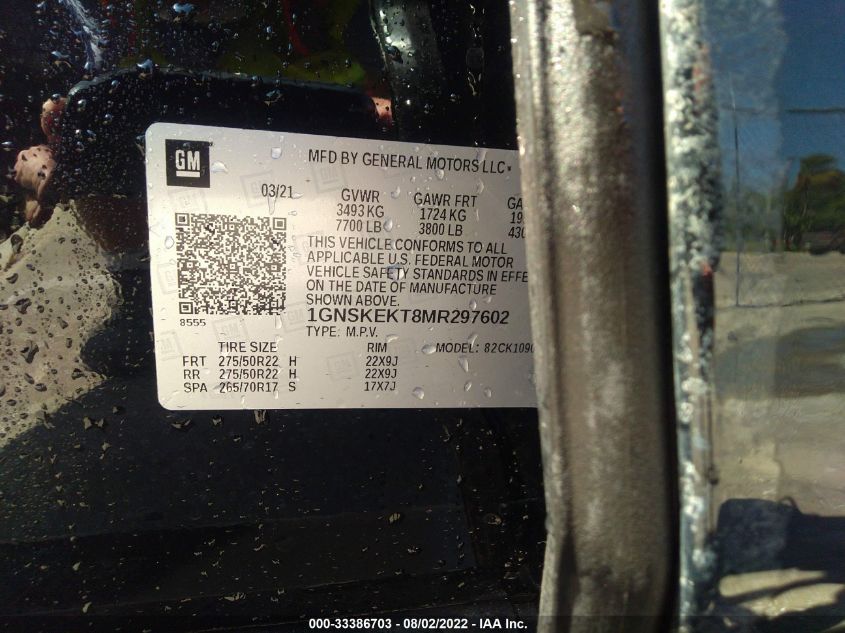 GM
MFD BY GENERAL MOTORS LLC*
03/21
GVWR GAWR FRT
3493 KG 1724 KG
7700 LB 3800 LB
THIS VEHICLE CONFORMS TO ALL
APPLICABLE U.S. FEDERAL MOTOR
VEHICLE SAFETY STANDARDS IN EFFE
ON THE DATE OF MANUFACTURE
SHOWN ABOVE.
8555
1GNSKEKT8MR297602
TYPE: M.P.V.
TIRE SIZE RIM MODEL: 82CK1090
FRT 275/50R22 H 22X9J
RR 275/50R22 H 22X9J
SPA 265/70R17 S 17X7J
000-33386703 - 08/02/2022 - IAA Inc.